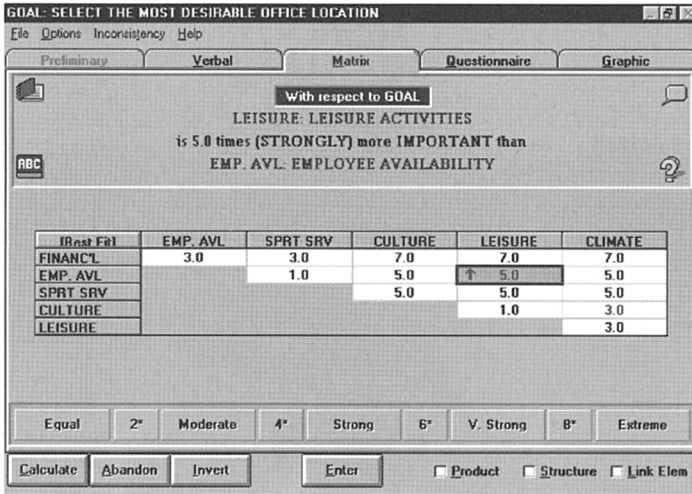 GOAL: SELECT THE MOST DESIRABLE OFFICE LOCATION
File Options Inconsistency Help
Preliminary Verbal Matrix Questionnaire Graphic
With respect to GOAL
LEISURE: LEISURE ACTIVITIES
is 5.0 times (STRONGLY) more IMPORTANT than
ABC EMP. AVL: EMPLOYEE AVAILABILITY
[Best Fit] EMP. AVL SPRT SRV CULTURE LEISURE CLIMATE
FINANC'L 3.0 3.0 7.0 7.0 7.0
EMP. AVL 1.0 5.0 5.0 5.0
SPRT SRV 5.0 5.0 5.0
CULTURE 1.0 3.0
LEISURE 3.0
Equal 2" Moderate 4" Strong 6" V. Strong 8" Extreme
Calculate Abandon Invert Enter Product Structure Link Elem